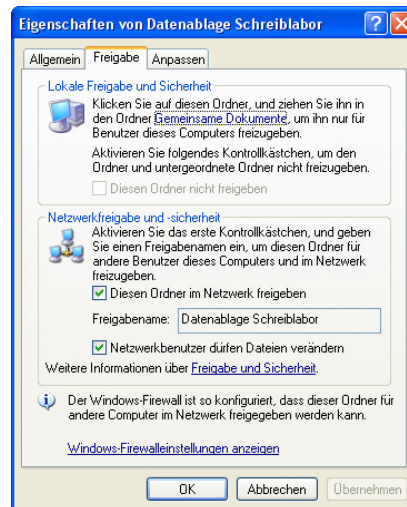 Eigenschaften von Datenablage Schreiblabor
Allgemein Freigabe Anpassen
Lokale Freigabe und Sicherheit
Klicken Sie auf diesen Ordner, und ziehen Sie ihn in
den Ordner Gemeinsame Dokumente, um ihn nur für
Benutzer dieses Computers freizugeben.
Aktivieren Sie folgendes Kontrollkästchen, um den
Ordner und untergeordnete Ordner nicht freizugeben.
Diesen Ordner nicht freigeben
Netzwerkfreigabe und -sicherheit
Aktivieren Sie das erste Kontrollkästchen, und geben
Sie einen Freigabenamen ein, um diesen Ordner für
andere Benutzer dieses Computers und im Netzwerk
freizugeben.
Diesen Ordner im Netzwerk freigeben
Freigabename: Datenablage Schreiblabor
Netzwerkbenutzer dürfen Dateien verändern
Weitere Informationen über Freigabe und Sicherheit.
Der Windows-Firewall ist so konfiguriert, dass dieser Ordner für
andere Computer im Netzwerk freigegeben werden kann.
Windows-Firewalleinstellungen anzeigen
OK Abbrechen Übernehmen